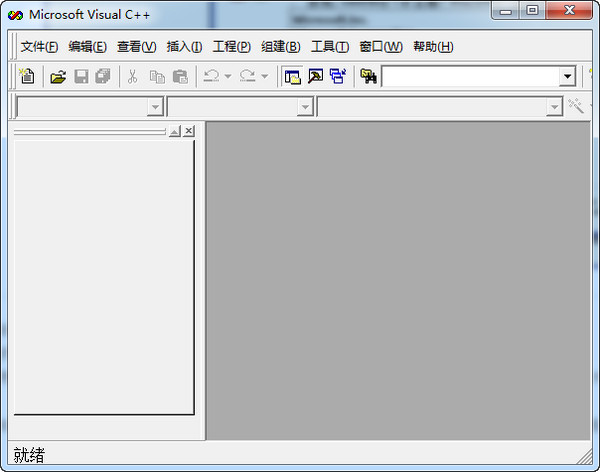 Microsoft Visual C++
文件(F) 编辑(E) 查看(V) 插入(I) 工程(P) 组建(B) 工具(T) 窗口(W) 帮助(H)
就绪